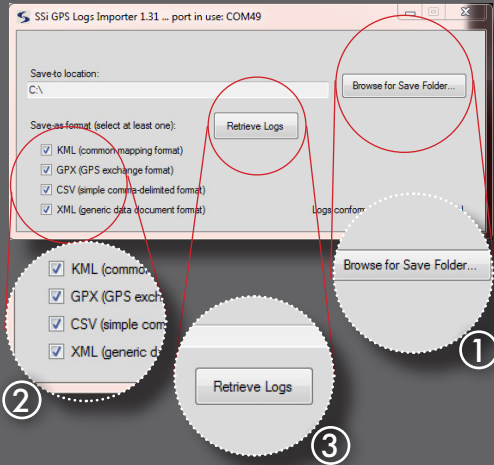 SSi GPS Logs Importer 1.31 ... port in use: COM49
Save-to location:
C:\
Browse for Save Folder...
Save-as format (select at least one):
Retrieve Logs
KML (common mapping format)
GPX (GPS exchange format)
CSV (simple comma-delimited format)
XML (generic data document format)
Logs conform
KML (commo
GPX (GPS exch
CSV (simple com
XML (generic d
Browse for Save Folder...
Retrieve Logs
1
2
3